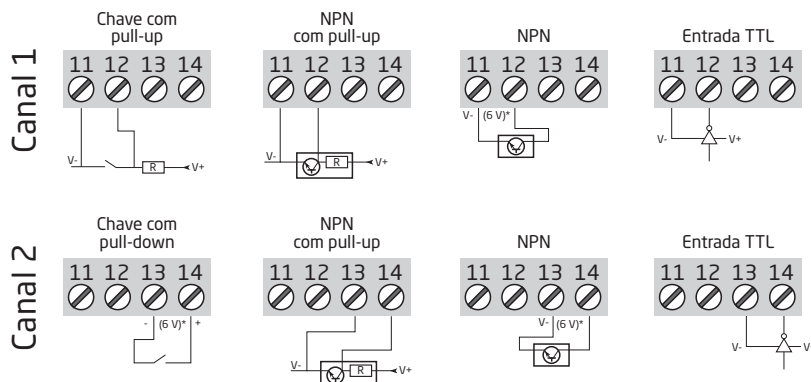 Canal 1
Chave com
pull-up
11 12 13 14
V-
R
V+
NPN
com pull-up
11 12 13 14
V-
R
V+
NPN
11 12 13 14
V- (6 V)*
Entrada TTL
11 12 13 14
V-
V+
Canal 2
Chave com
pull-down
11 12 13 14
- (6 V)* +
NPN
com pull-up
11 12 13 14
V-
R
V+
NPN
11 12 13 14
V- (6 V)*
Entrada TTL
11 12 13 14
V-